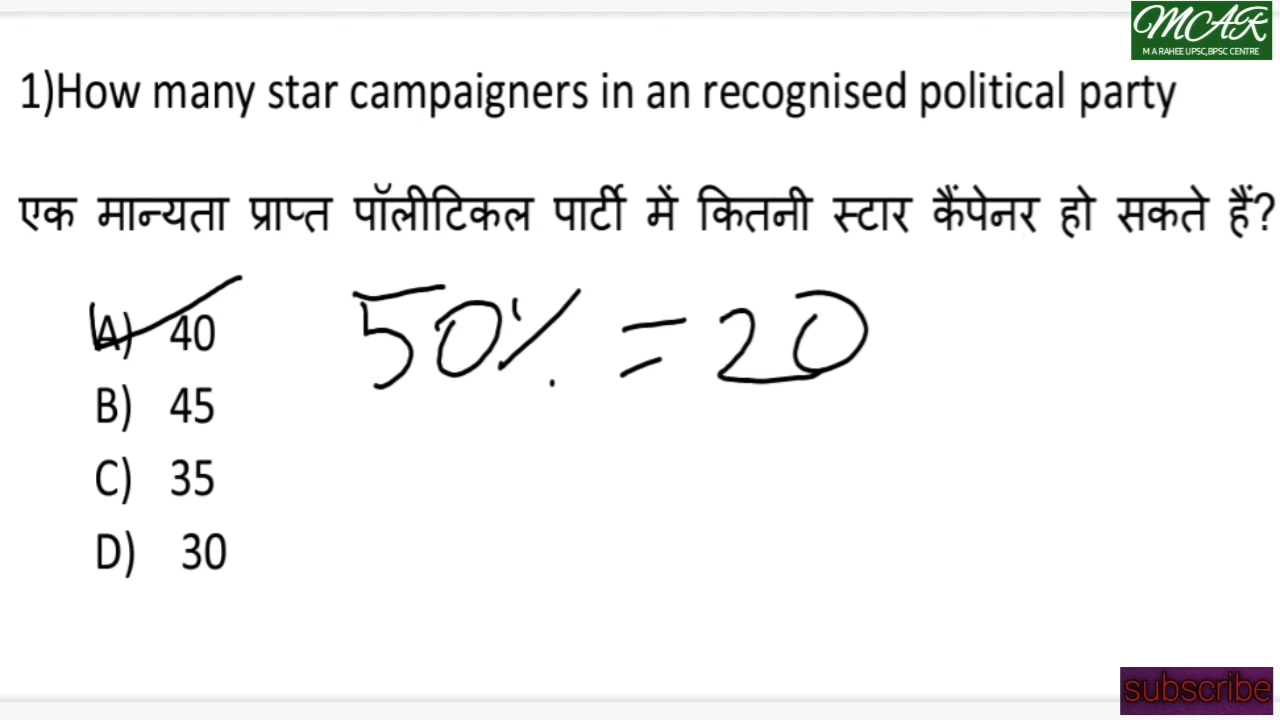 MCAR
M A RAHEE UPSC,BPSC CENTRE
1)How many star campaigners in an recognised political party
एक मान्यता प्राप्त पॉलीटिकल पार्टी में कितनी स्टार कैंपेनर हो सकते हैं?
A) 40
50% = 20
B) 45
C) 35
D) 30
subscribe